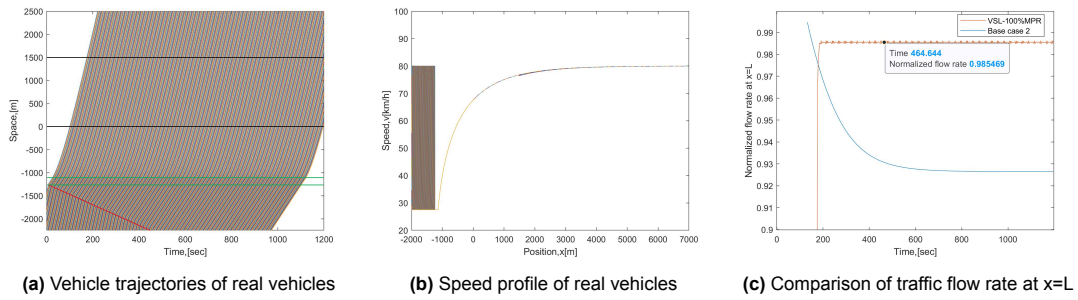 2500
2000
1500
1000
500
0
-500
-1000
-1500
-2000
Space,[m]
0 200 400 600 800 1000 1200
Time,[sec]
(a) Vehicle trajectories of real vehicles
100
90
80
70
60
50
40
30
20
Speed,v[km/h]
-2000 -1000 0 1000 2000 3000 4000 5000 6000 7000
Position,x[m]
(b) Speed profile of real vehicles
0.99
0.98
0.97
0.96
0.95
0.94
0.93
0.92
0.91
0.9
Normalized flow rate at x=L
VSL-100%MPR
Base case 2
Time 464.644
Normalized flow rate 0.985469
0 200 400 600 800 1000
Time,[sec]
(c) Comparison of traffic flow rate at x=L